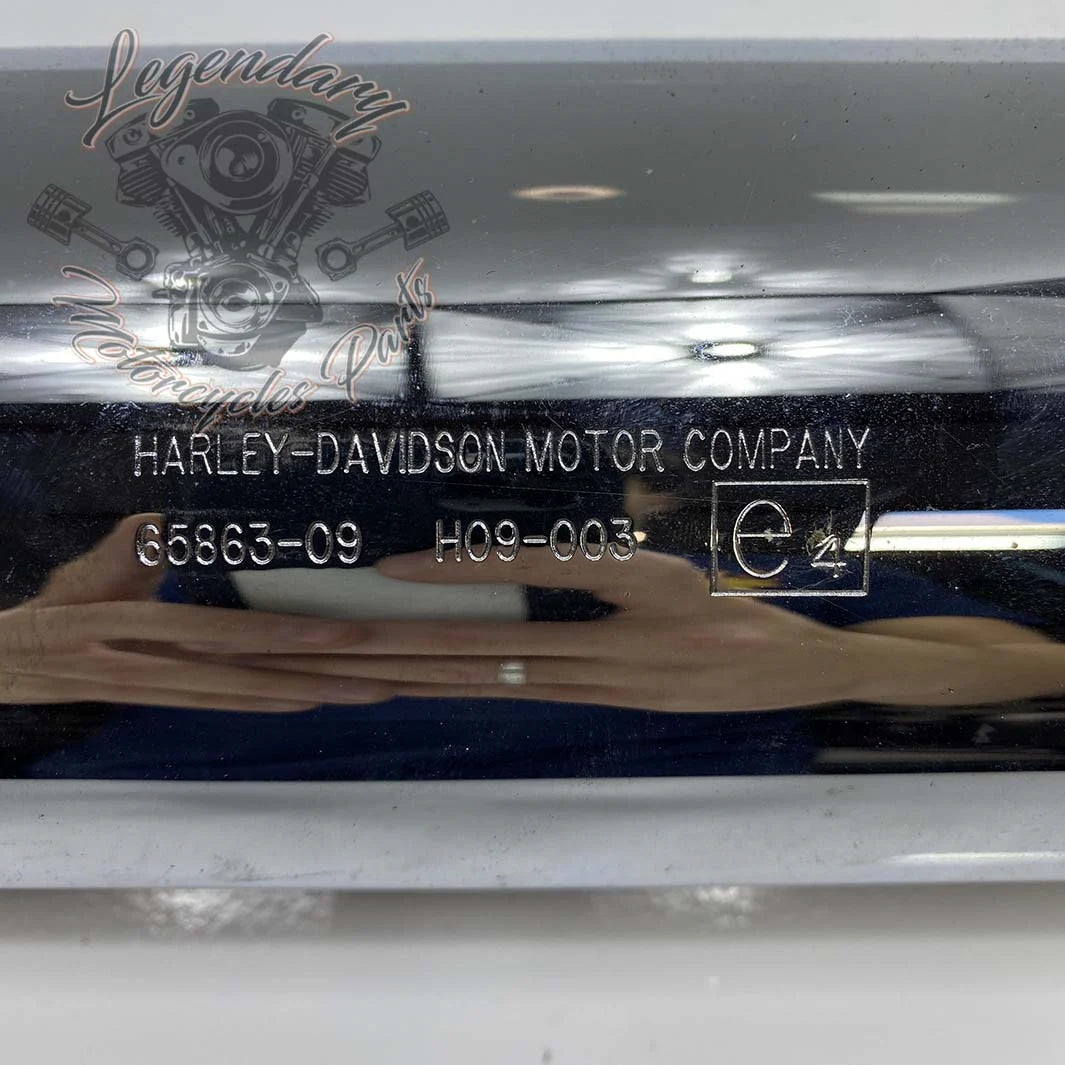 Legendary
Motorcycles Parts
HARLEY-DAVIDSON MOTOR COMPANY
65863-09 H09-003 e4